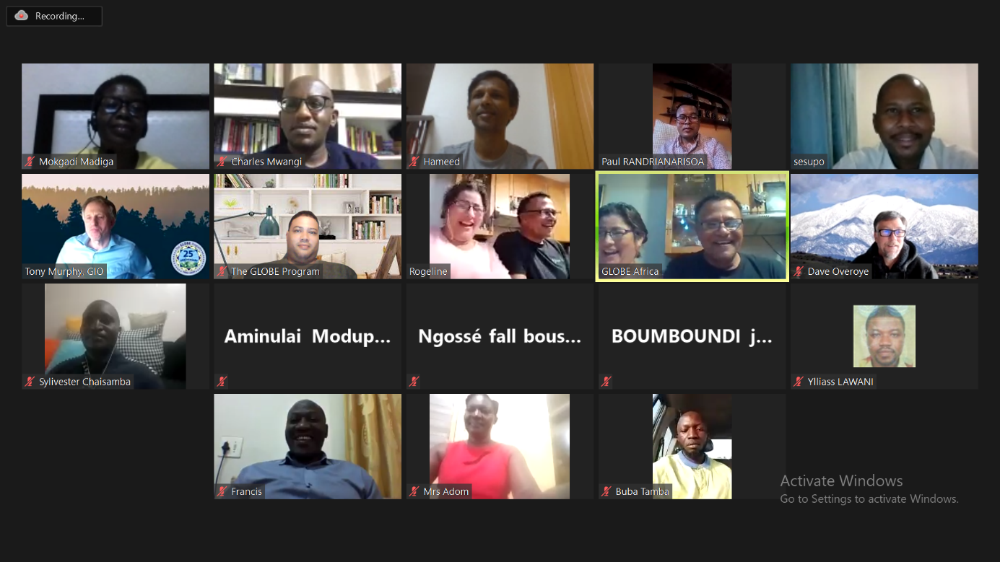 Recording...
Mokgadi Madiga
Charles Mwangi
Hameed
Paul RANDRIANARISOA
sesupo
Tony Murphy, GIO
25
The GLOBE Program
Rogeline
GLOBE Africa
Dave Overoye
Sylivester Chaisamba
Aminulai Modup...
Ngossé fall bous...
BOUMBOUNDI j...
Ylliass LAWANI
Francis
Mrs Adom
Buba Tamba
Activate Windows
Go to Settings to activate Windows.